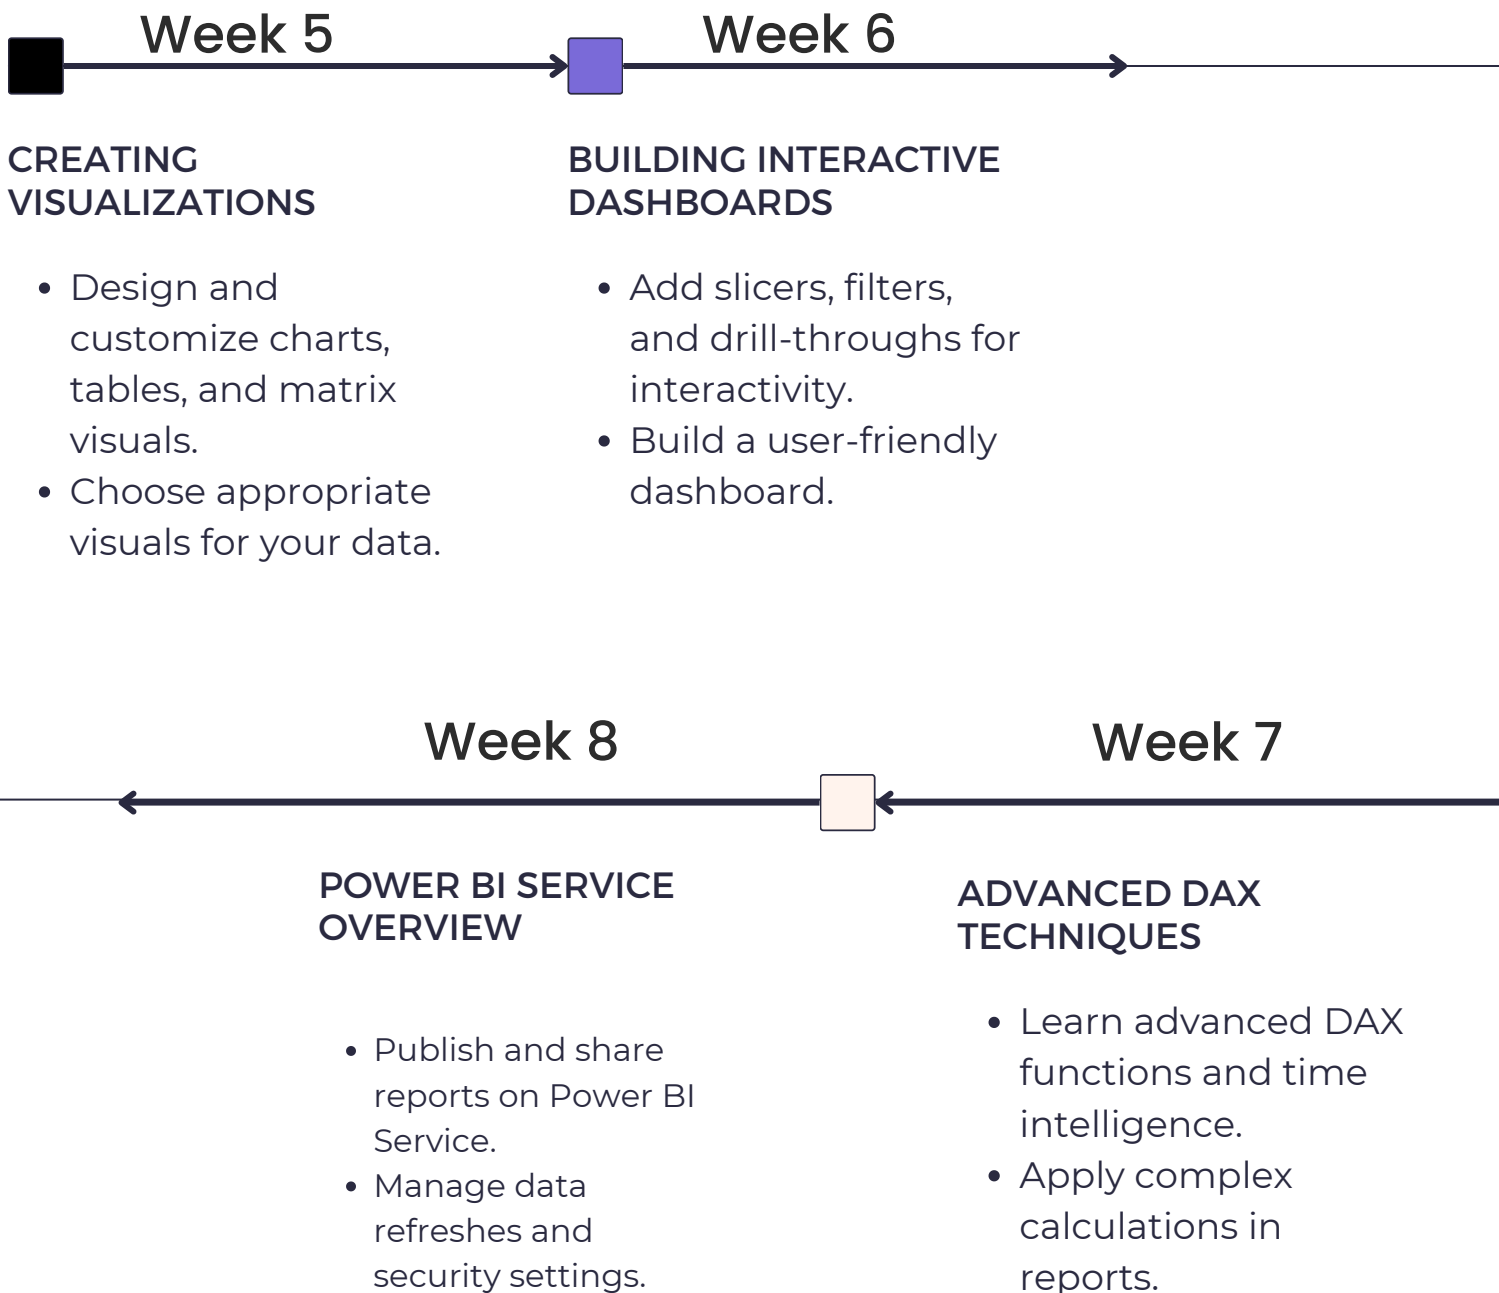 Week 5
Week 6
CREATING
VISUALIZATIONS
• Design and
customize charts,
tables, and matrix
visuals.
• Choose appropriate
visuals for your data.
BUILDING INTERACTIVE
DASHBOARDS
• Add slicers, filters,
and drill-throughs for
interactivity.
• Build a user-friendly
dashboard.
Week 8
Week 7
POWER BI SERVICE
OVERVIEW
• Publish and share
reports on Power BI
Service.
• Manage data
refreshes and
security settings.
ADVANCED DAX
TECHNIQUES
• Learn advanced DAX
functions and time
intelligence.
• Apply complex
calculations in
reports.